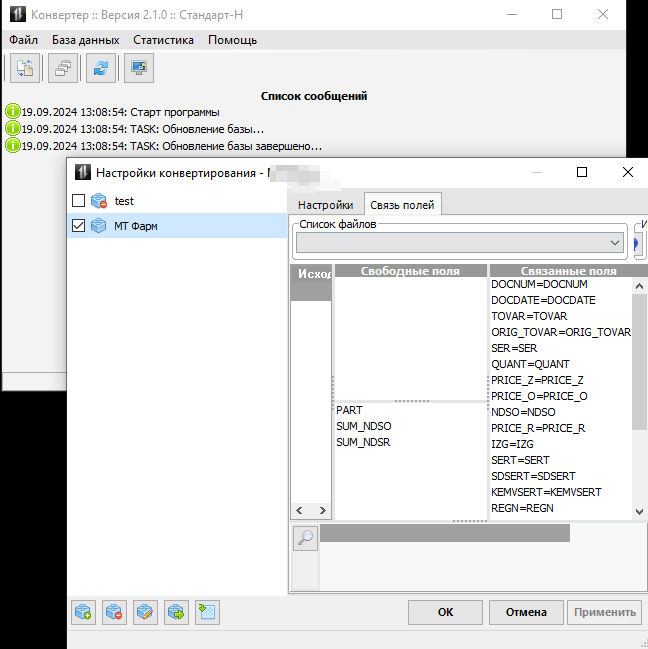 Конвертер :: Версия 2.1.0 :: Стандарт-Н
Файл База данных Статистика Помощь
Список сообщений
19.09.2024 13:08:54: Старт программы
19.09.2024 13:08:54: TASK: Обновление базы...
19.09.2024 13:08:54: TASK: Обновление базы завершено...
Настройки конвертирования -
test
МТ Фарм
Настройки Связь полей
Список файлов
Исход
Свободные поля
PART
SUM_NDSO
SUM_NDSR
Связанные поля
DOCNUM=DOCNUM
DOCDATE=DOCDATE
TOVAR=TOVAR
ORIG_TOVAR=ORIG_TOVAR
SER=SER
QUANT=QUANT
PRICE_Z=PRICE_Z
PRICE_O=PRICE_O
NDSO=NDSO
PRICE_R=PRICE_R
IZG=IZG
SERT=SERT
SDSERT=SDSERT
KEMVSERT=KEMVSERT
REGN=REGN
ОК Отмена Применить